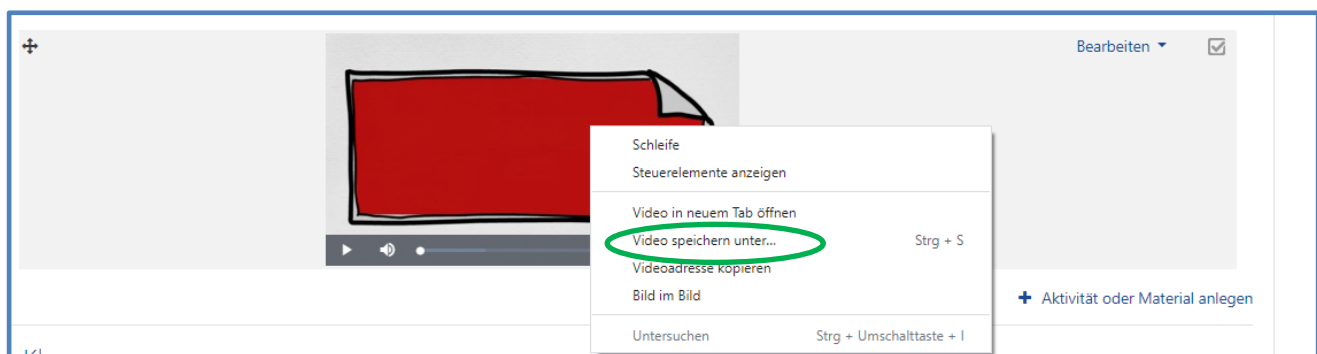 Bearbeiten
Schleife
Steuerelemente anzeigen
Video in neuem Tab öffnen
Video speichern unter... Strg + S
Videoadresse kopieren
Bild im Bild
+ Aktivität oder Material anlegen
Untersuchen Strg + Umschalttaste + I